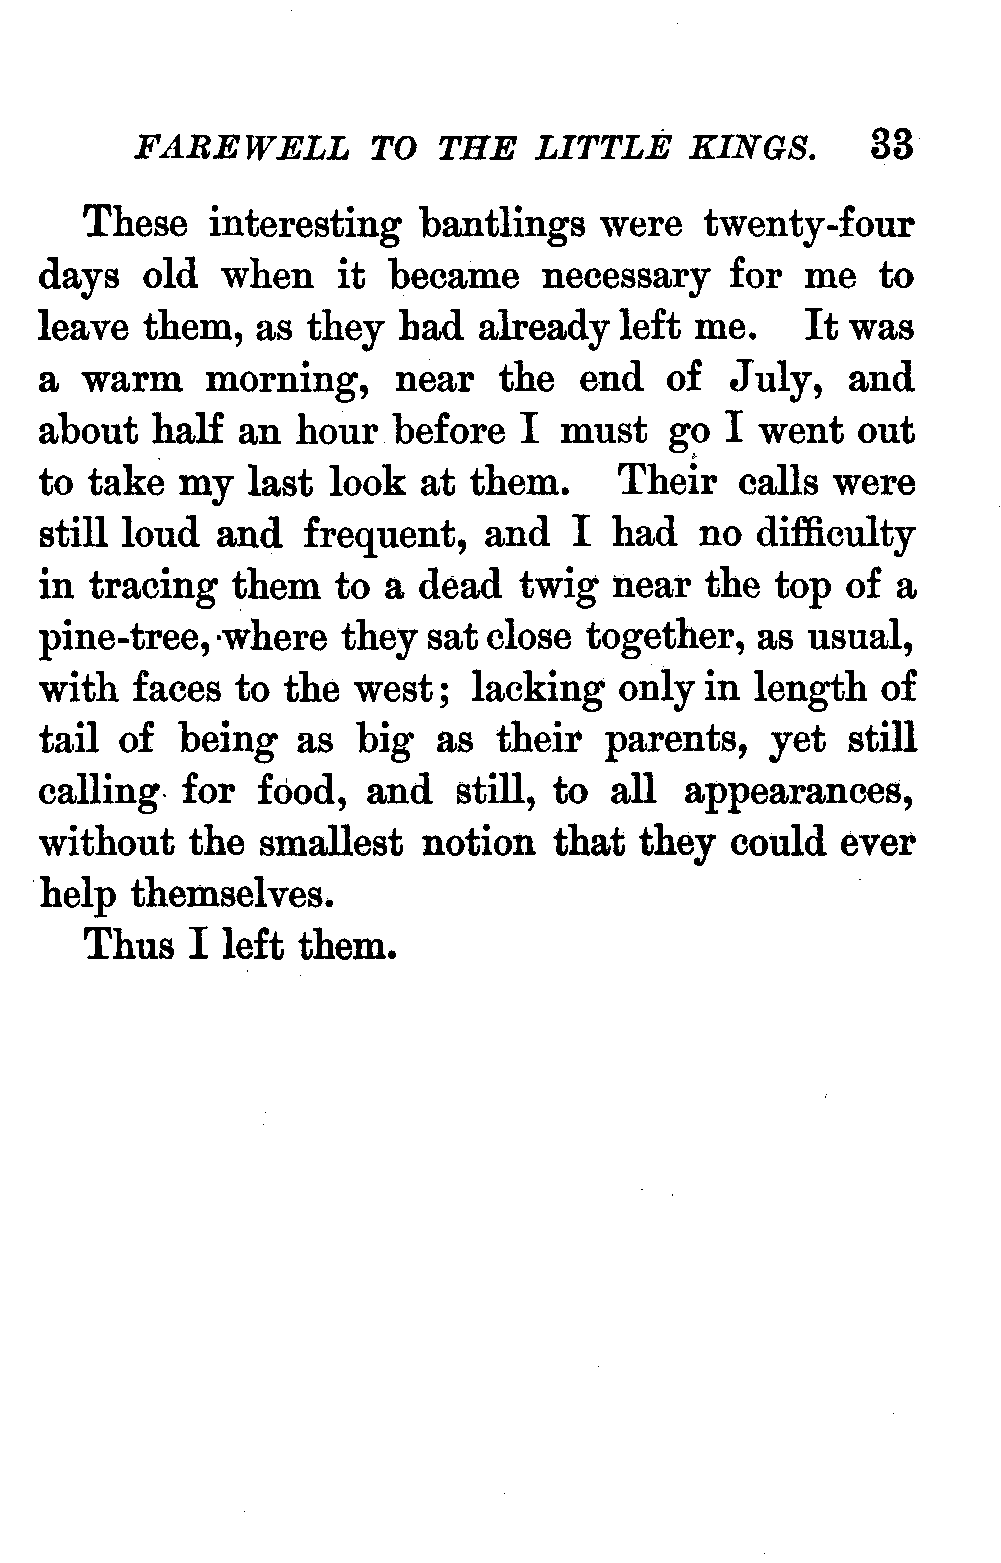 FAREWELL TO THE LITTLE KINGS. 33
These interesting bantlings were twenty-four
days old when it became necessary for me to
leave them, as they had already left me. It was
a warm morning, near the end of July, and
about half an hour before I must go I went out
to take my last look at them. Their calls were
still loud and frequent, and I had no difficulty
in tracing them to a dead twig near the top of a
pine-tree, where they sat close together, as usual,
with faces to the west; lacking only in length of
tail of being as big as their parents, yet still
calling for food, and still, to all appearances,
without the smallest notion that they could ever
help themselves.
Thus I left them.